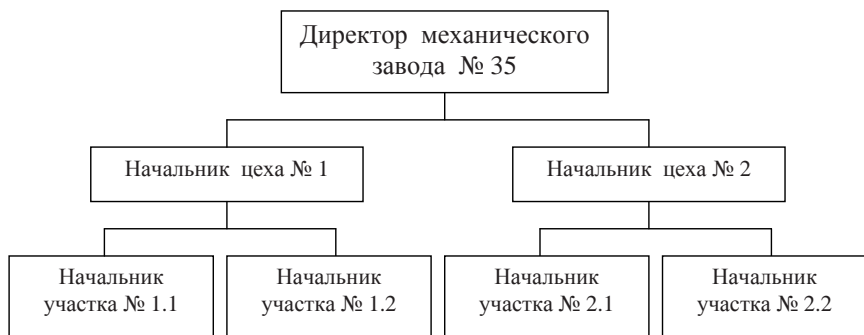 Директор механического
завода № 35
Начальник цеха № 1
Начальник цеха № 2
Начальник
участка № 1.1
Начальник
участка № 1.2
Начальник
участка № 2.1
Начальник
участка № 2.2